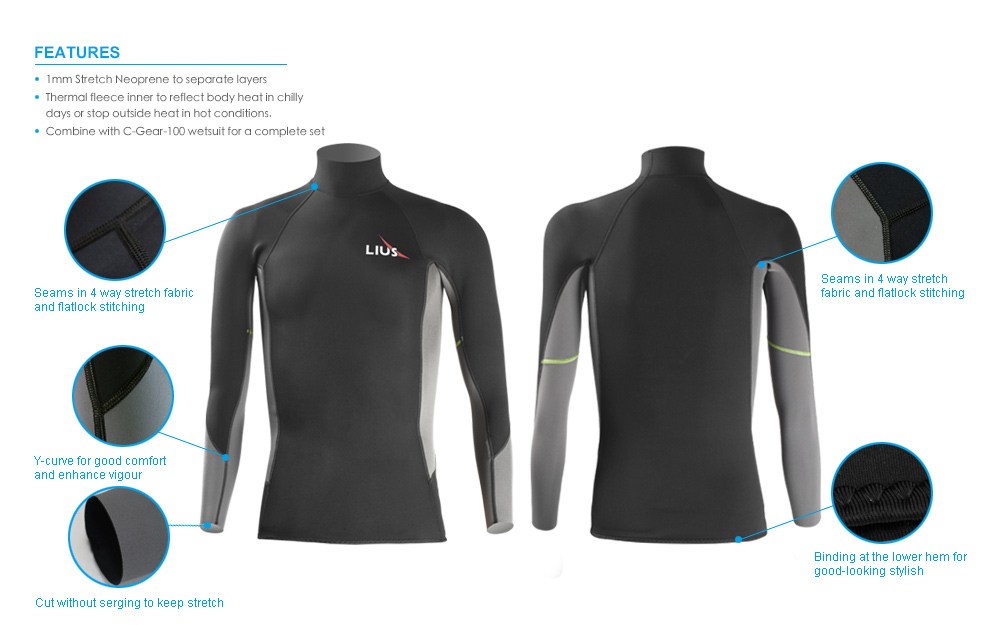 FEATURES
1mm Stretch Neoprene to separate layers
Thermal fleece inner to reflect body heat in chilly
days or stop outside heat in hot conditions.
Combine with C-Gear-100 wetsuit for a complete set
LIUS
Seams in 4 way stretch fabric
and flatlock stitching
Seams in 4 way stretch
fabric and flatlock stitching
Y-curve for good comfort
and enhance vigour
Binding at the lower hem for
good-looking stylish
Cut without serging to keep stretch